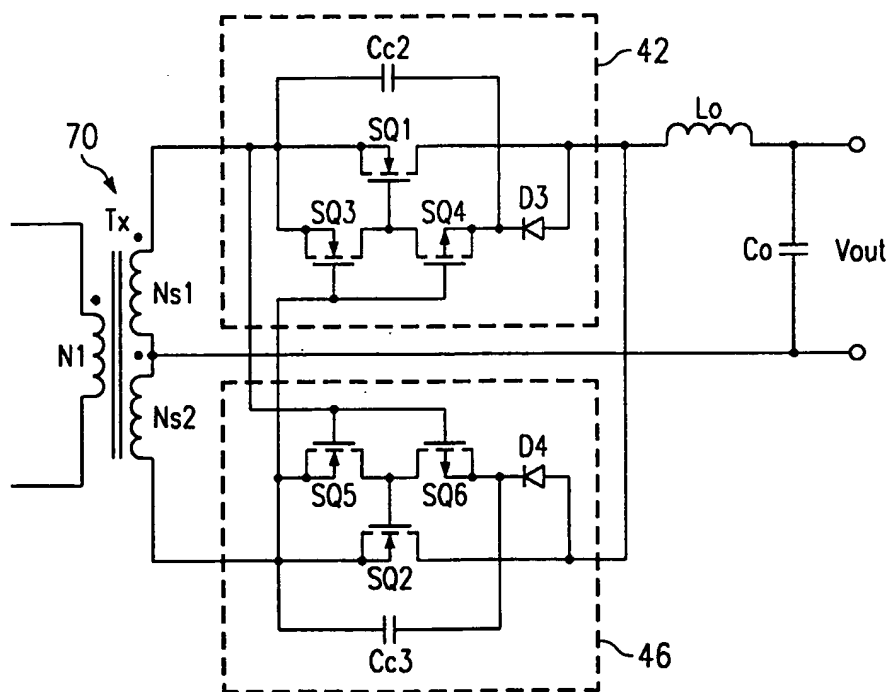 Cc2
42
Lo
SQ1
70
Tx
SQ3
SQ4
D3
Ns1
Co
Vout
N1
Ns2
D4
SQ5
SQ6
SQ2
Cc3
46